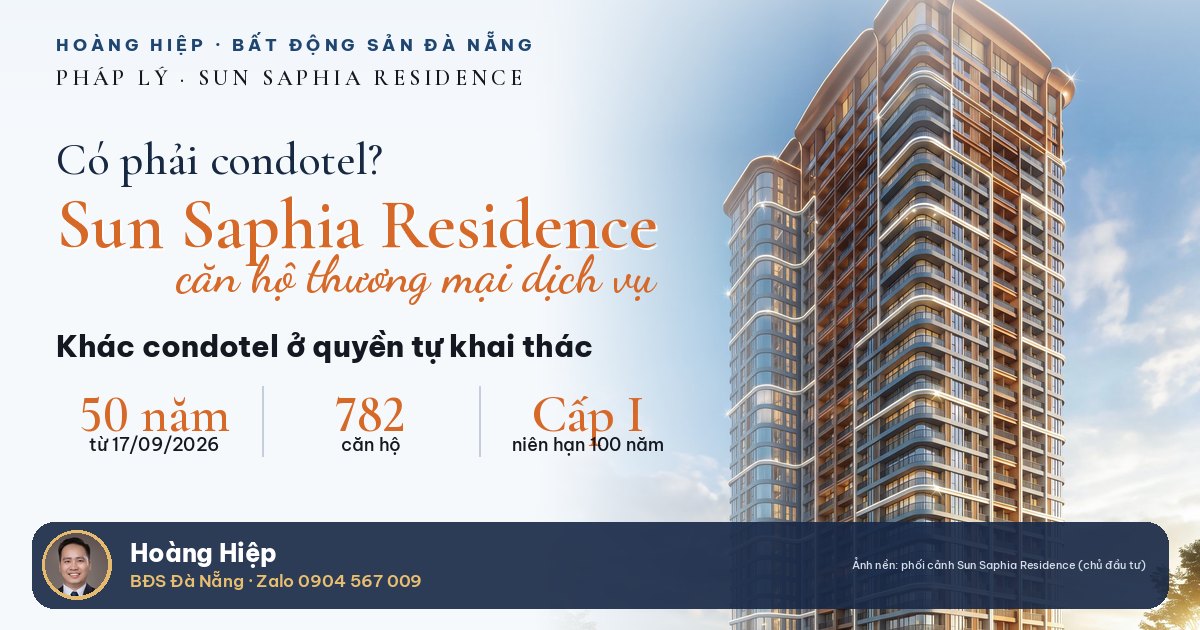 HOÀNG HIỆP · BẤT ĐỘNG SẢN ĐÀ NẴNG
PHÁP LÝ · SUN SAPHIA RESIDENCE
Có phải condotel?
Sun Saphia Residence
căn hộ thương mại dịch vụ
Khác condotel ở quyền tự khai thác
50 năm
từ 17/09/2026
782
căn hộ
Cấp I
niên hạn 100 năm
Hoàng Hiệp
BĐS Đà Nẵng · Zalo 0904 567 009
Ảnh nền: phối cảnh Sun Saphia Residence (chủ đầu tư)